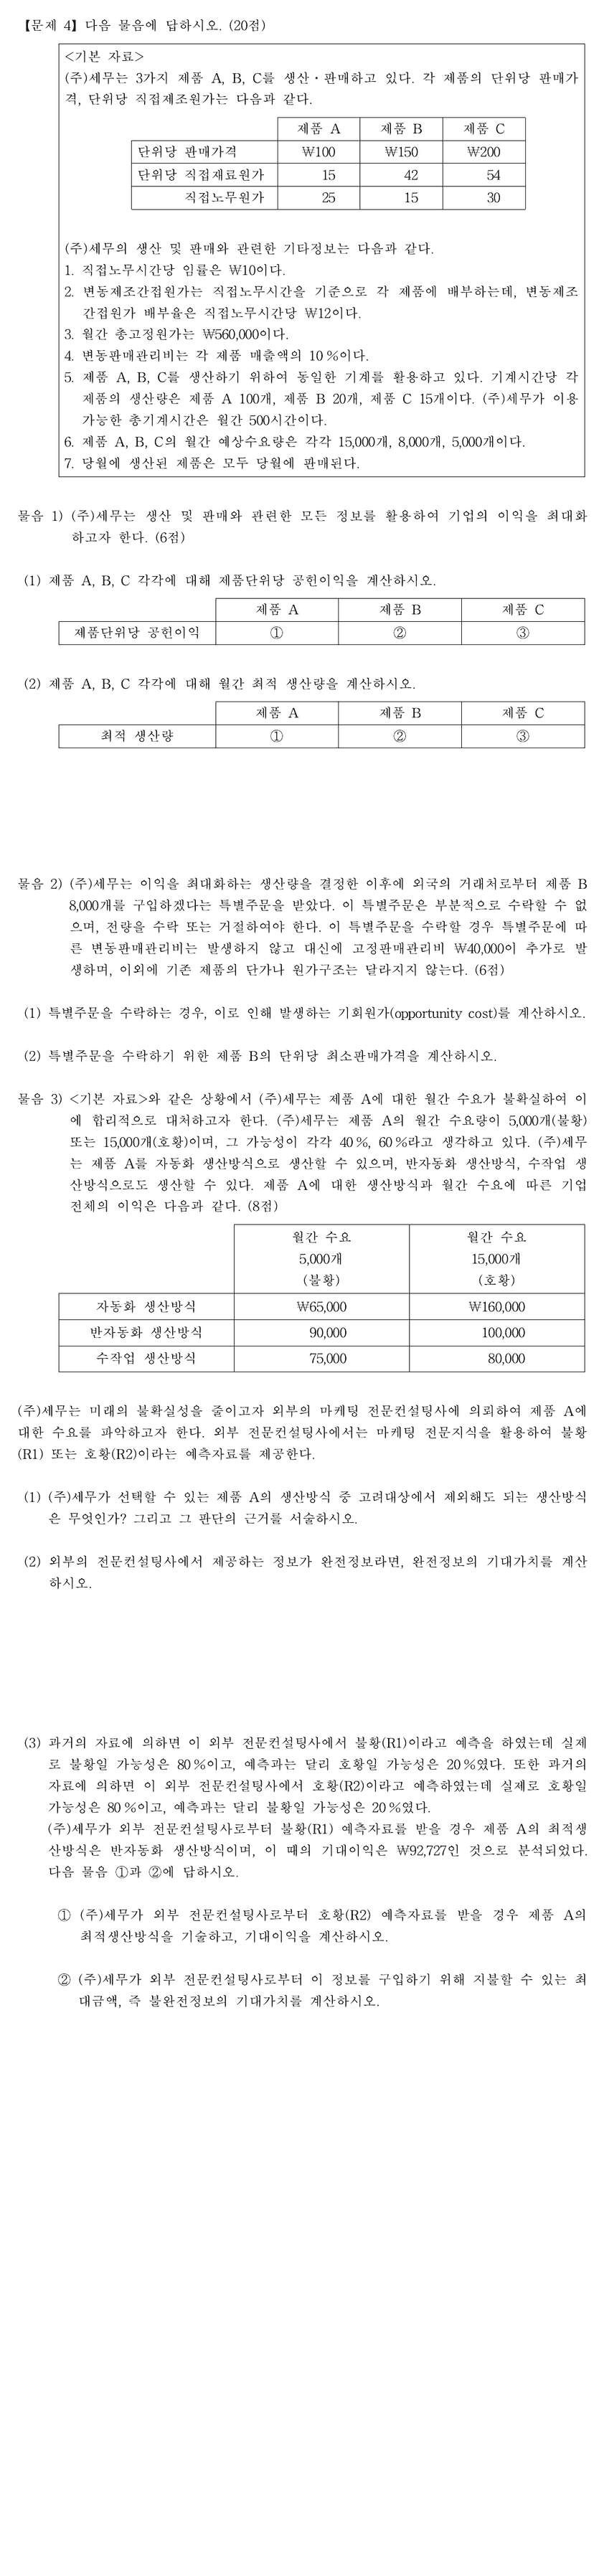 【문제 4】다음 물음에 답하시오. (20점)
<기본 자료>
(주)세무는 3가지 제품 A, B, C를 생산·판매하고 있다. 각 제품의 단위당 판매가
격, 단위당 직접제조원가는 다음과 같다.
제품 A 제품 B 제품 C
단위당 판매가격 ₩100 ₩150 ₩200
단위당 직접재료원가 15 42 54
직접노무원가 25 15 30
(주)세무의 생산 및 판매와 관련한 기타정보는 다음과 같다.
1. 직접노무시간당 임률은 ₩10이다.
2. 변동제조간접원가는 직접노무시간을 기준으로 각 제품에 배부하는데, 변동제조
간접원가 배부율은 직접노무시간당 ₩12이다.
3. 월간 총고정원가는 ₩560,000이다.
4. 변동판매관리비는 각 제품 매출액의 10%이다.
5. 제품 A, B, C를 생산하기 위하여 동일한 기계를 활용하고 있다. 기계시간당 각
제품의 생산량은 제품 A 100개, 제품 B 20개, 제품 C 15개이다. (주)세무가 이용
가능한 총기계시간은 월간 500시간이다.
6. 제품 A, B, C의 월간 예상수요량은 각각 15,000개, 8,000개, 5,000개이다.
7. 당월에 생산된 제품은 모두 당월에 판매된다.
물음 1) (주)세무는 생산 및 판매와 관련한 모든 정보를 활용하여 기업의 이익을 최대화
하고자 한다. (6점)
(1) 제품 A, B, C 각각에 대해 제품단위당 공헌이익을 계산하시오.
제품 A 제품 B 제품 C
제품단위당 공헌이익 ① ② ③
(2) 제품 A, B, C 각각에 대해 월간 최적 생산량을 계산하시오.
제품 A 제품 B 제품 C
최적 생산량 ① ② ③
물음 2) (주)세무는 이익을 최대화하는 생산량을 결정한 이후에 외국의 거래처로부터 제품 B
8,000개를 구입하겠다는 특별주문을 받았다. 이 특별주문은 부분적으로 수락할 수 없
으며, 전량을 수락 또는 거절하여야 한다. 이 특별주문을 수락할 경우 특별주문에 따
른 변동판매관리비는 발생하지 않고 대신에 고정판매관리비 ₩40,000이 추가로 발
생하며, 이외에 기존 제품의 단가나 원가구조는 달라지지 않는다. (6점)
(1) 특별주문을 수락하는 경우, 이로 인해 발생하는 기회원가(opportunity cost)를 계산하시오.
(2) 특별주문을 수락하기 위한 제품 B의 단위당 최소판매가격을 계산하시오.
물음 3) <기본 자료>와 같은 상황에서 (주)세무는 제품 A에 대한 월간 수요가 불확실하여 이
에 합리적으로 대처하고자 한다. (주)세무는 제품 A의 월간 수요량이 5,000개(불황)
또는 15,000개(호황)이며, 그 가능성이 각각 40%, 60%라고 생각하고 있다. (주)세무
는 제품 A를 자동화 생산방식으로 생산할 수 있으며, 반자동화 생산방식, 수작업 생
산방식으로도 생산할 수 있다. 제품 A에 대한 생산방식과 월간 수요에 따른 기업
전체의 이익은 다음과 같다. (8점)
월간 수요 월간 수요
5,000개 15,000개
(불황) (호황)
자동화 생산방식 ₩65,000 ₩160,000
반자동화 생산방식 90,000 100,000
수작업 생산방식 75,000 80,000
(주)세무는 미래의 불확실성을 줄이고자 외부의 마케팅 전문컨설팅사에 의뢰하여 제품 A에
대한 수요를 파악하고자 한다. 외부 전문컨설팅사에서는 마케팅 전문지식을 활용하여 불황
(R1) 또는 호황(R2)이라는 예측자료를 제공한다.
(1) (주)세무가 선택할 수 있는 제품 A의 생산방식 중 고려대상에서 제외해도 되는 생산방식
은 무엇인가? 그리고 그 판단의 근거를 서술하시오.
(2) 외부의 전문컨설팅사에서 제공하는 정보가 완전정보라면, 완전정보의 기대가치를 계산
하시오.
(3) 과거의 자료에 의하면 이 외부 전문컨설팅사에서 불황(R1)이라고 예측을 하였는데 실제
로 불황일 가능성은 80%이고, 예측과는 달리 호황일 가능성은 20%였다. 또한 과거의
자료에 의하면 이 외부 전문컨설팅사에서 호황(R2)이라고 예측하였는데 실제로 호황일
가능성은 80%이고, 예측과는 달리 불황일 가능성은 20%였다.
(주)세무가 외부 전문컨설팅사로부터 불황(R1) 예측자료를 받을 경우 제품 A의 최적생
산방식은 반자동화 생산방식이며, 이 때의 기대이익은 ₩92,727인 것으로 분석되었다.
다음 물음 ①과 ②에 답하시오.
① (주)세무가 외부 전문컨설팅사로부터 호황(R2) 예측자료를 받을 경우 제품 A의
최적생산방식을 기술하고, 기대이익을 계산하시오.
② (주)세무가 외부 전문컨설팅사로부터 이 정보를 구입하기 위해 지불할 수 있는 최
대금액, 즉 불완전정보의 기대가치를 계산하시오.